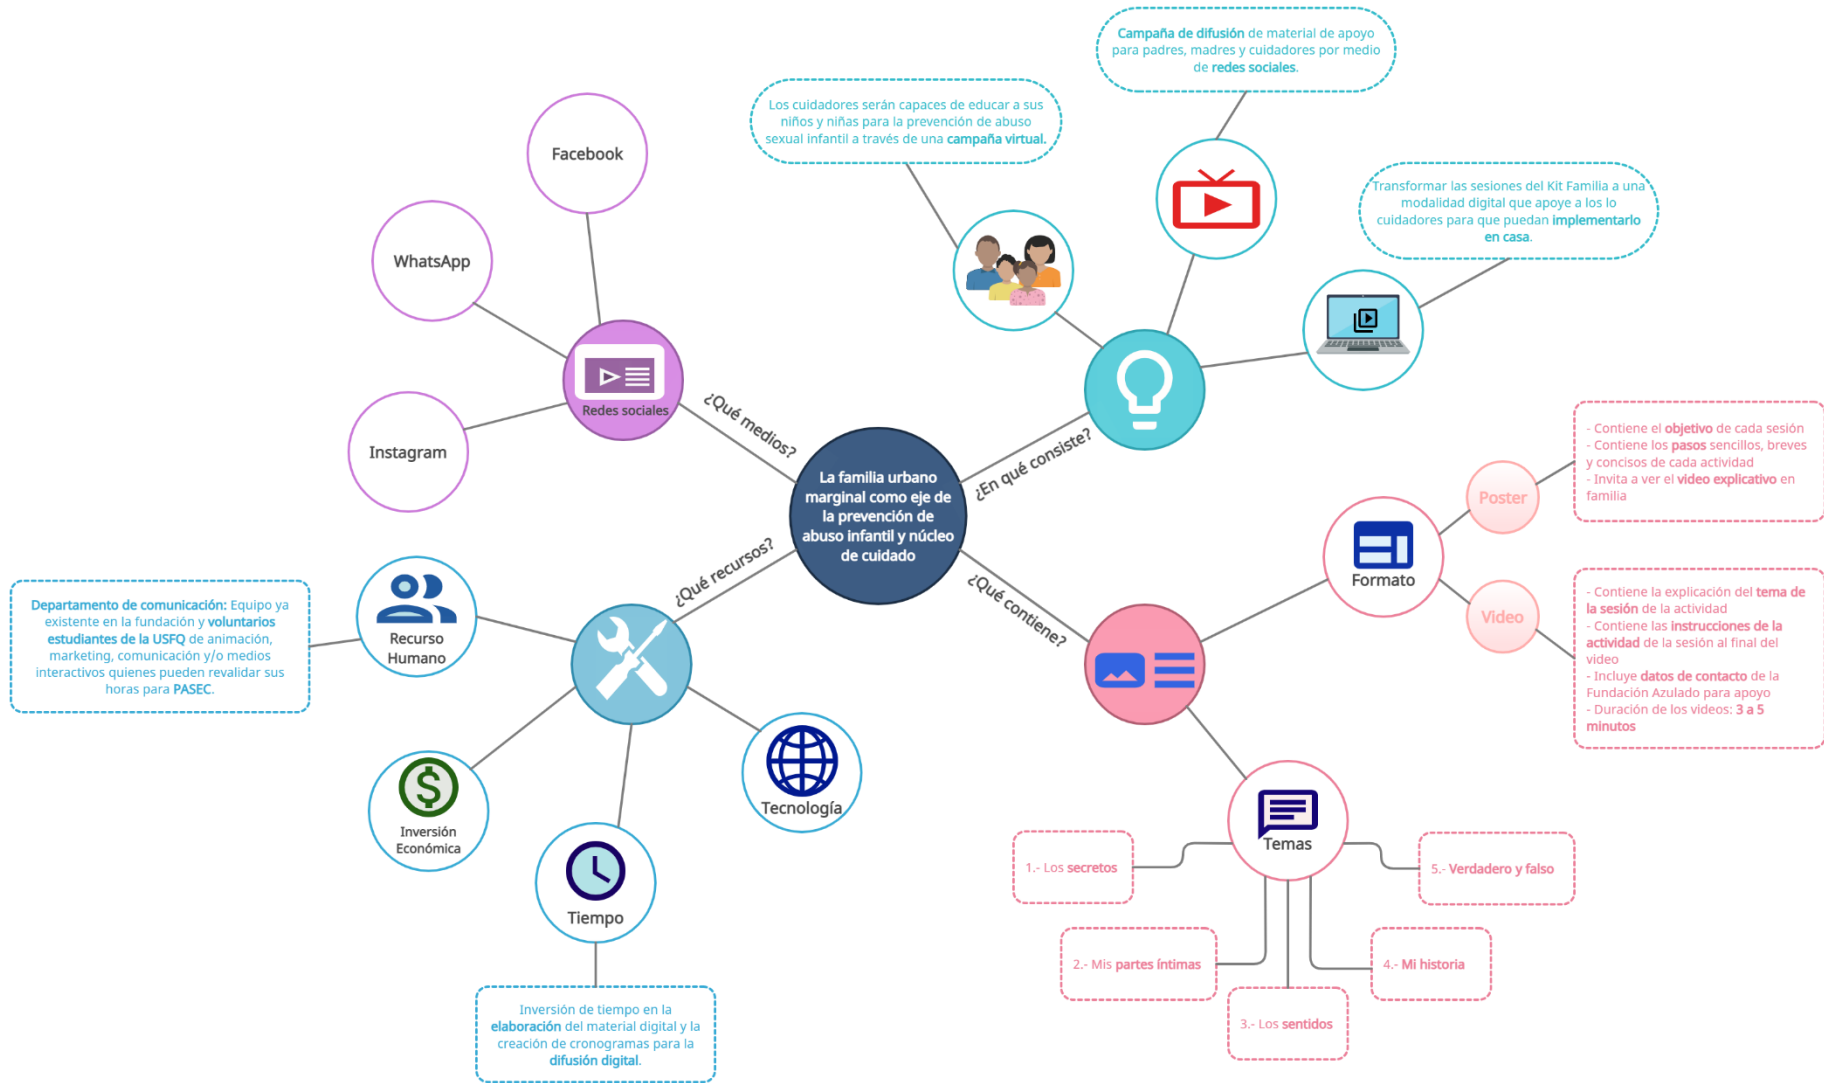 Campaña de difusión de material de apoyo
para padres, madres y cuidadores por medio
de redes sociales.
Los cuidadores serán capaces de educar a sus
niños y niñas para la prevención de abuso
sexual infantil a través de una campaña virtual.
Transformar las sesiones del Kit Familia a una
modalidad digital que apoye a los lo
cuidadores para que puedan implementarlo
en casa.
Facebook
WhatsApp
Instagram
Redes sociales
¿Qué medios?
¿En qué consiste?
La familia urbano
marginal como eje de
la prevención de
abuso infantil y núcleo
de cuidado
¿Qué recursos?
¿Qué contiene?
Formato
Poster
- Contiene el objetivo de cada sesión
- Contiene los pasos sencillos, breves
y concisos de cada actividad
- Invita a ver el video explicativo en
familia
Video
- Contiene la explicación del tema de
la sesión de la actividad
- Contiene las instrucciones de la
actividad de la sesión al final del
video
- Incluye datos de contacto de la
Fundación Azulado para apoyo
- Duración de los videos: 3 a 5
minutos
Recurso
Humano
Departamento de comunicación: Equipo ya
existente en la fundación y voluntarios
estudiantes de la USFQ de animación,
marketing, comunicación y/o medios
interactivos quienes pueden revalidar sus
horas para PASEC.
Inversión
Económica
Tiempo
Tecnología
Inversión de tiempo en la
elaboración del material digital y la
creación de cronogramas para la
difusión digital.
Temas
1.- Los secretos
2.- Mis partes íntimas
3.- Los sentidos
4.- Mi historia
5.- Verdadero y falso